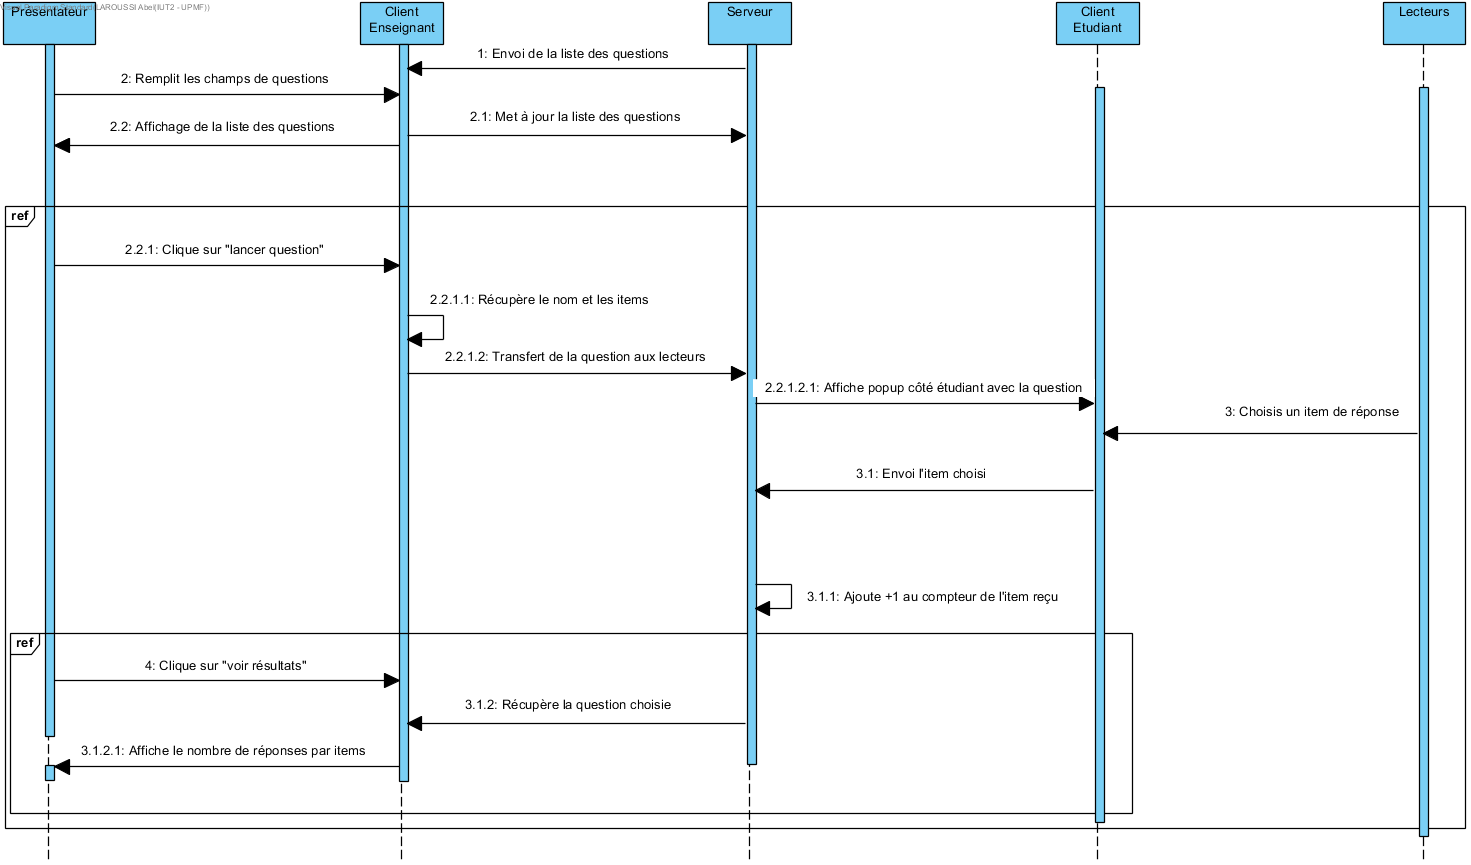 Présentateur
Client
Enseignant
Serveur
Client
Etudiant
Lecteurs
1: Envoi de la liste des questions
2: Remplit les champs de questions
2.1: Met à jour la liste des questions
2.2: Affichage de la liste des questions
ref
2.2.1: Clique sur "lancer question"
2.2.1.1: Récupère le nom et les items
2.2.1.2: Transfert de la question aux lecteurs
2.2.1.2.1: Affiche popup côté étudiant avec la question
3: Choisis un item de réponse
3.1: Envoi l'item choisi
3.1.1: Ajoute +1 au compteur de l'item reçu
ref
4: Clique sur "voir résultats"
3.1.2: Récupère la question choisie
3.1.2.1: Affiche le nombre de réponses par items
LAROUSSI Abel(IUT2 - UPMF))